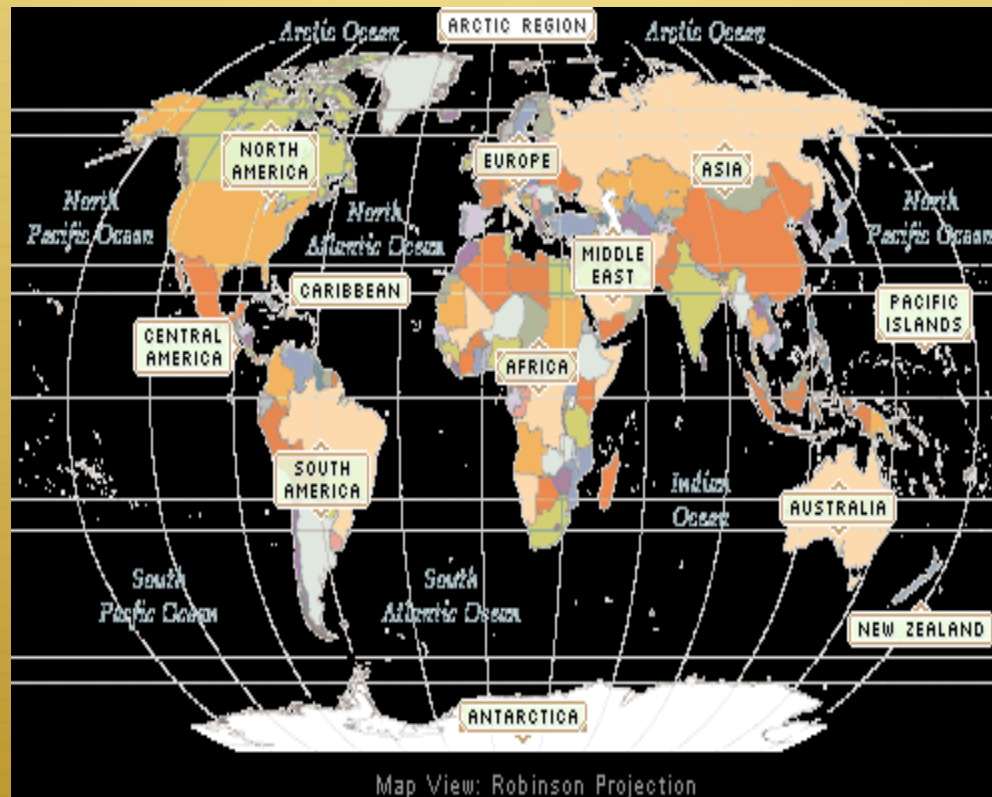 ARCTIC REGION
Arctic Ocean
Arctic Ocean
NORTH
AMERICA
EUROPE
ASIA
North
Pacific Ocean
North
Atlantic Ocean
North
Pacific Ocean
MIDDLE
EAST
CARIBBEAN
PACIFIC
ISLANDS
CENTRAL
AMERICA
AFRICA
SOUTH
AMERICA
Indian
Ocean
AUSTRALIA
South
Pacfic Ocean
South
Atlantic Ocean
NEW ZEALAND
ANTARCTICA
Map View: Robinson Projection